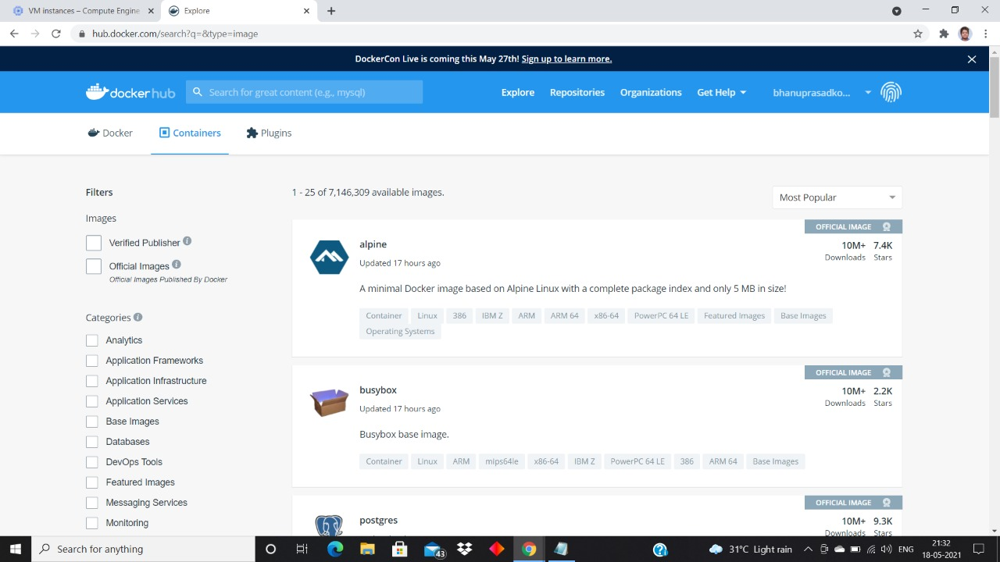 VM instances – Compute Engine
Explore
hub.docker.com/search?q=&type=image
DockerCon Live is coming this May 27th! Sign up to learn more.
docker hub
Search for great content (e.g., mysql)
Explore
Repositories
Organizations
Get Help
bhanuprasadko...
Docker
Containers
Plugins
Filters
1 - 25 of 7,146,309 available images.
Most Popular
Images
Verified Publisher
Official Images
Official Images Published By Docker
Categories
Analytics
Application Frameworks
Application Infrastructure
Application Services
Base Images
Databases
DevOps Tools
Featured Images
Messaging Services
Monitoring
OFFICIAL IMAGE
alpine
10M+ 7.4K
Updated 17 hours ago
Downloads Stars
A minimal Docker image based on Alpine Linux with a complete package index and only 5 MB in size!
Container Linux 386 IBM Z ARM ARM 64 x86-64 PowerPC 64 LE Featured Images Base Images
Operating Systems
OFFICIAL IMAGE
busybox
10M+ 2.2K
Updated 17 hours ago
Downloads Stars
Busybox base image.
Container Linux ARM mips64le x86-64 IBM Z PowerPC 64 LE 386 ARM 64 Base Images
OFFICIAL IMAGE
postgres
10M+ 9.3K
Downloads Stars
Search for anything
43
31°C Light rain
ENG
21:32
18-05-2021